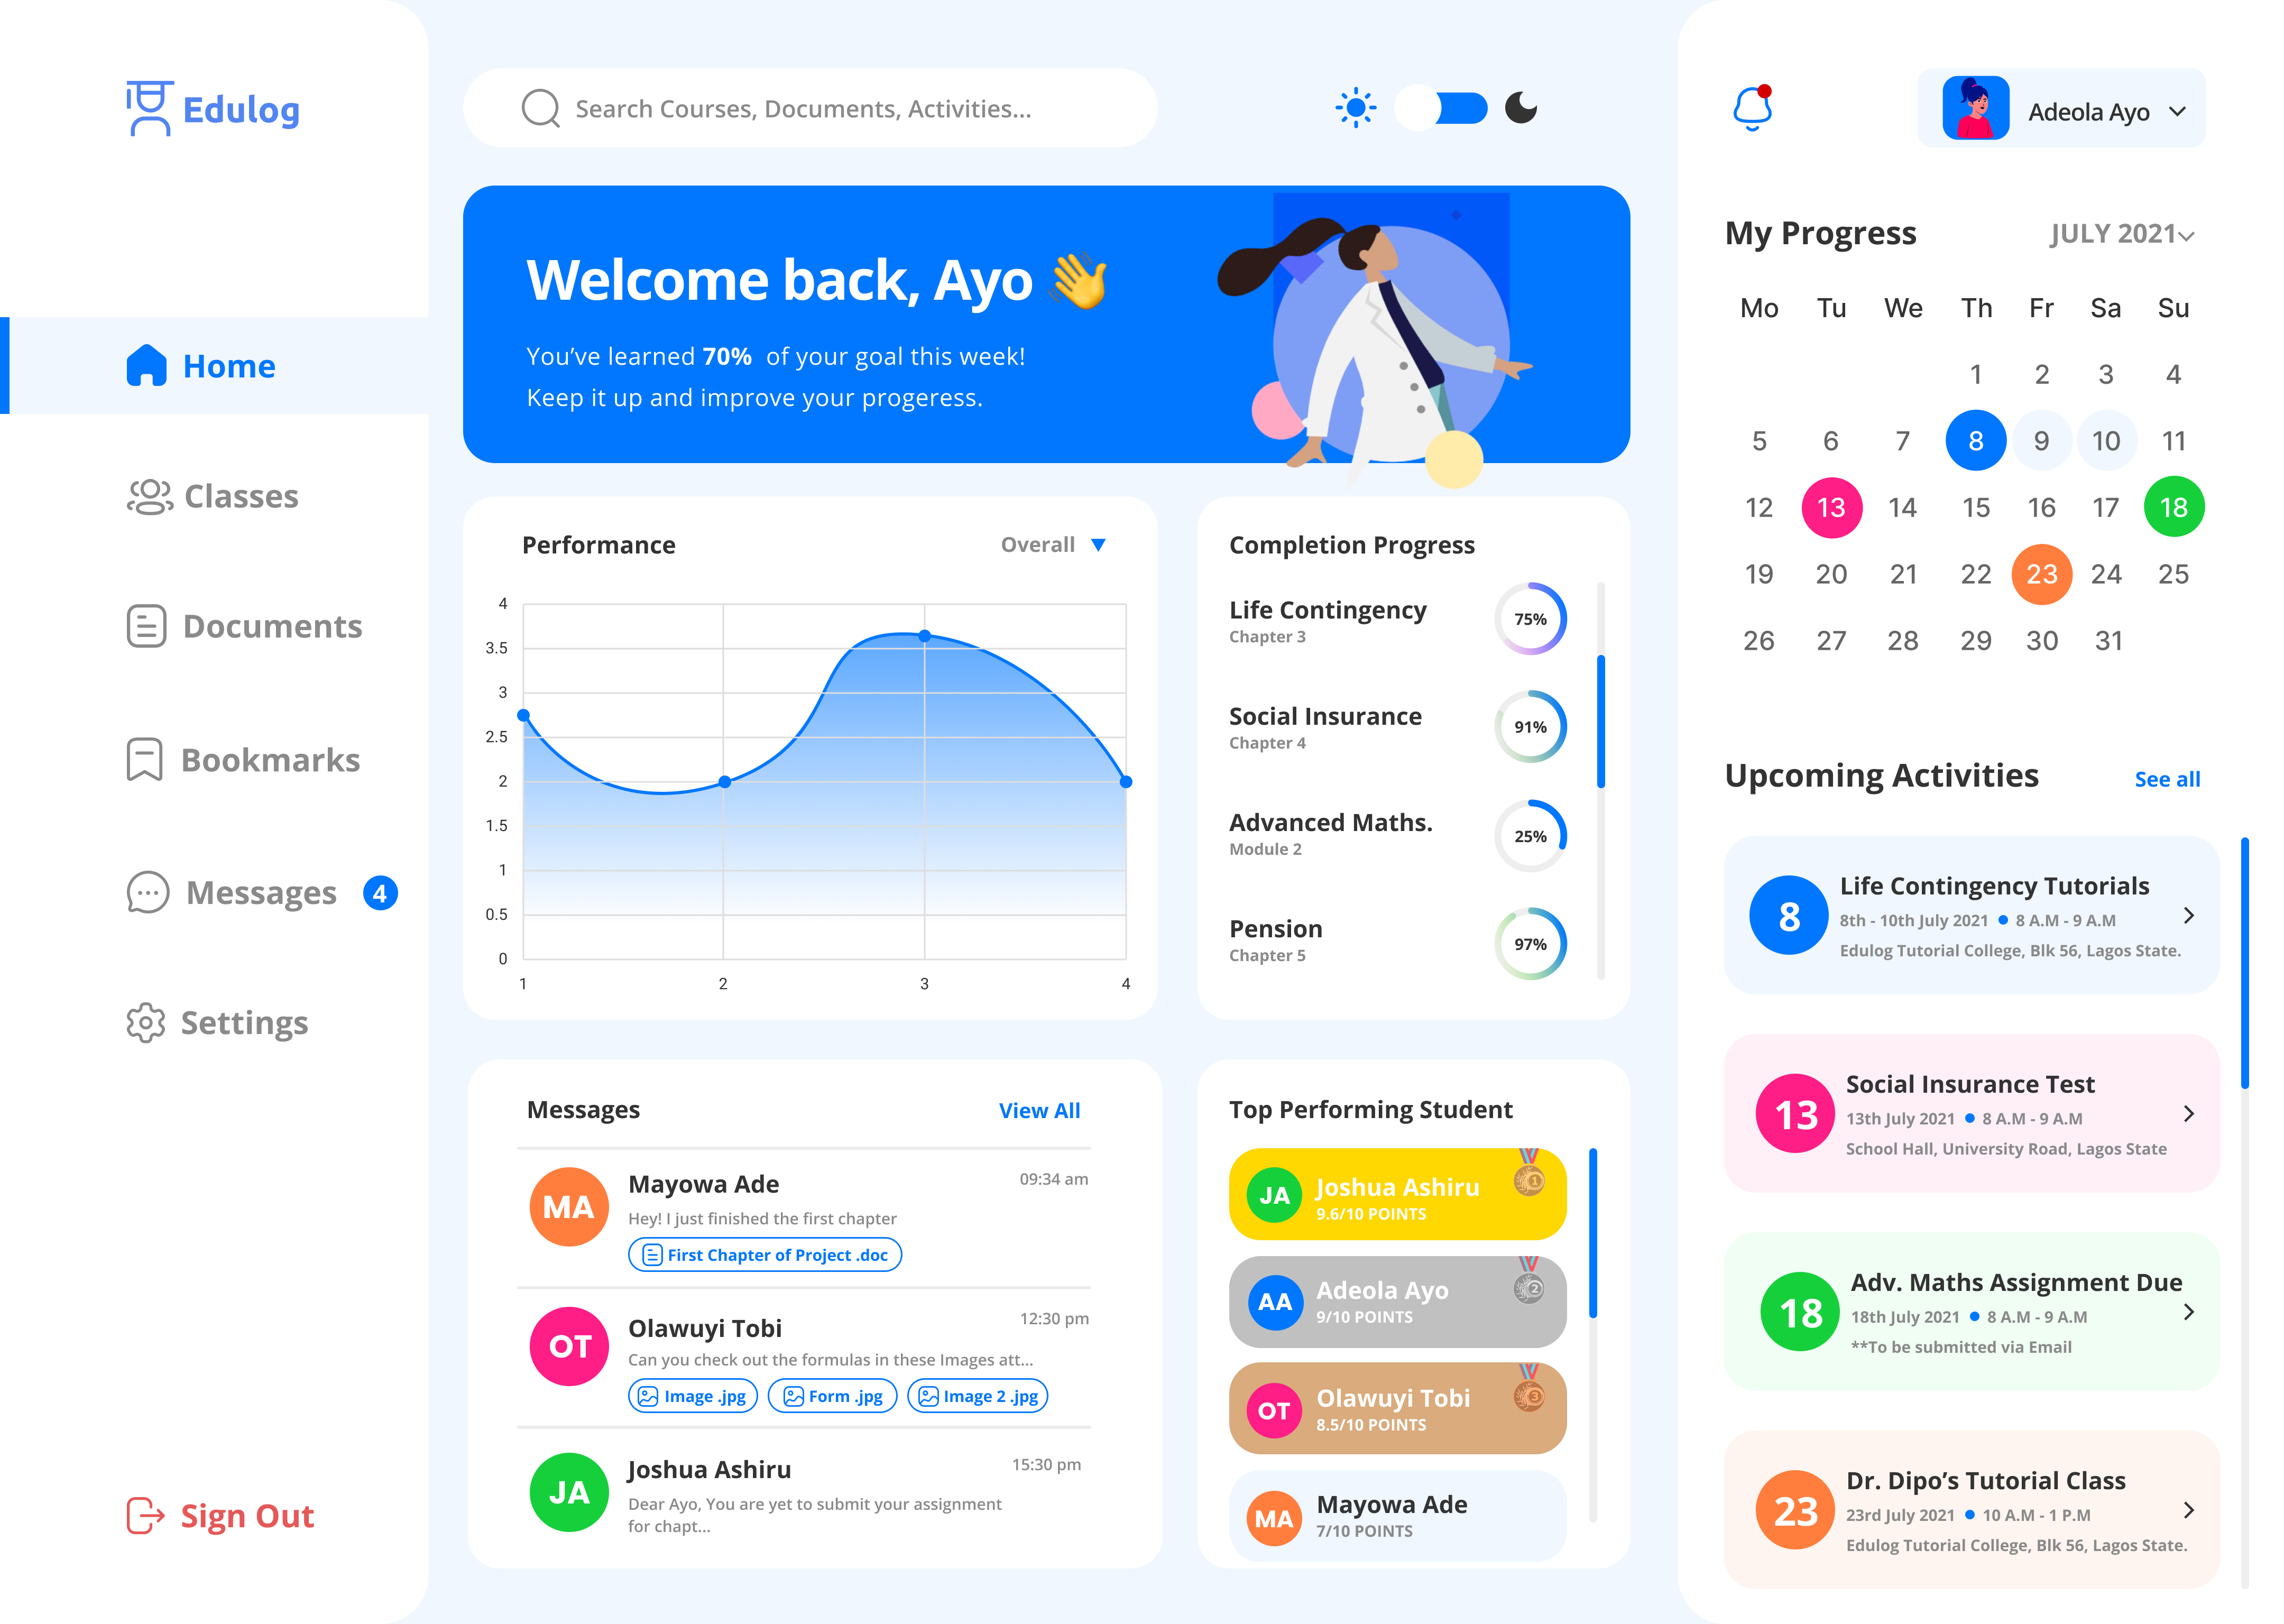 Edulog
Home
Classes
Documents
Bookmarks
Messages 4
Settings
Sign Out
Search Courses, Documents, Activities...
Welcome back, Ayo 👋
You’ve learned 70% of your goal this week!
Keep it up and improve your progeress.
Performance
Overall
4
3.5
3
2.5
2
1.5
1
0.5
0
1 2 3 4
Completion Progress
Life Contingency
Chapter 3
75%
Social Insurance
Chapter 4
91%
Advanced Maths.
Module 2
25%
Pension
Chapter 5
97%
Messages
View All
MA
Mayowa Ade
09:34 am
Hey! I just finished the first chapter
First Chapter of Project .doc
OT
Olawuyi Tobi
12:30 pm
Can you check out the formulas in these Images att...
Image .jpg
Form .jpg
Image 2 .jpg
JA
Joshua Ashiru
15:30 pm
Dear Ayo, You are yet to submit your assignment
for chapt...
Top Performing Student
JA
Joshua Ashiru
9.6/10 POINTS
1
AA
Adeola Ayo
9/10 POINTS
2
OT
Olawuyi Tobi
8.5/10 POINTS
3
MA
Mayowa Ade
7/10 POINTS
Adeola Ayo
My Progress
JULY 2021
Mo Tu We Th Fr Sa Su
1 2 3 4
5 6 7 8 9 10 11
12 13 14 15 16 17 18
19 20 21 22 23 24 25
26 27 28 29 30 31
Upcoming Activities
See all
8
Life Contingency Tutorials
8th - 10th July 2021 ● 8 A.M - 9 A.M
Edulog Tutorial College, Blk 56, Lagos State.
13
Social Insurance Test
13th July 2021 ● 8 A.M - 9 A.M
School Hall, University Road, Lagos State
18
Adv. Maths Assignment Due
18th July 2021 ● 8 A.M - 9 A.M
**To be submitted via Email
23
Dr. Dipo’s Tutorial Class
23rd July 2021 ● 10 A.M - 1 P.M
Edulog Tutorial College, Blk 56, Lagos State.